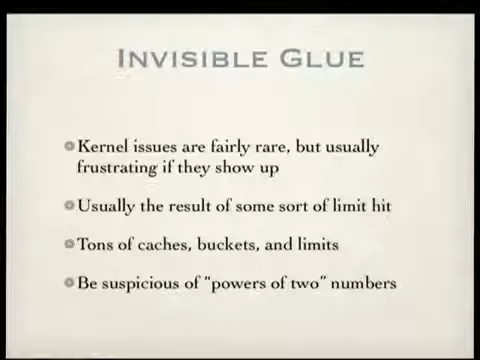 INVISIBLE GLUE
Kernel issues are fairly rare, but usually
frustrating if they show up
Usually the result of some sort of limit hit
Tons of caches, buckets, and limits
Be suspicious of “powers of two” numbers